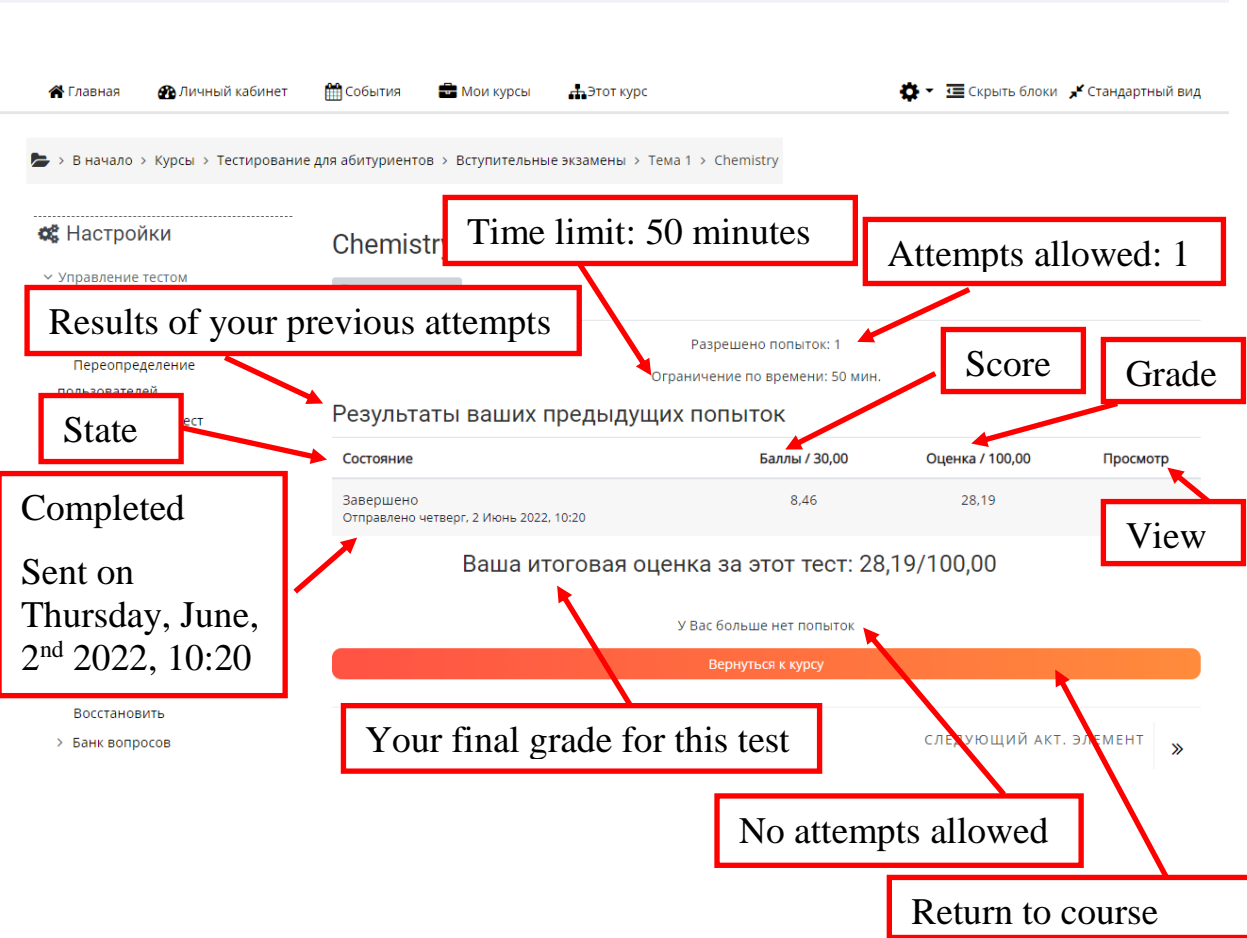 Главная Личный кабинет События Мои курсы Этот курс Скрыть блоки Стандартный вид
> В начало > Курсы > Тестирование для абитуриентов > Вступительные экзамены > Тема 1 > Chemistry
Time limit: 50 minutes
Настройки
Chemistry
Attempts allowed: 1
Управление тестом
Results of your previous attempts
Разрешено попыток: 1
Переопределение
пользователей
Ограничение по времени: 50 мин.
Score
Grade
Результаты ваших предыдущих попыток
State
Состояние Баллы / 30,00 Оценка / 100,00 Просмотр
Завершено 8,46 28,19
Отправлено четверг, 2 Июнь 2022, 10:20
Completed
Sent on
Thursday, June,
2nd 2022, 10:20
View
Ваша итоговая оценка за этот тест: 28,19/100,00
У Вас больше нет попыток
Вернуться к курсу
Восстановить
> Банк вопросов
Your final grade for this test
СЛЕДУЮЩИЙ АКТ. ЭЛЕМЕНТ »
No attempts allowed
Return to course